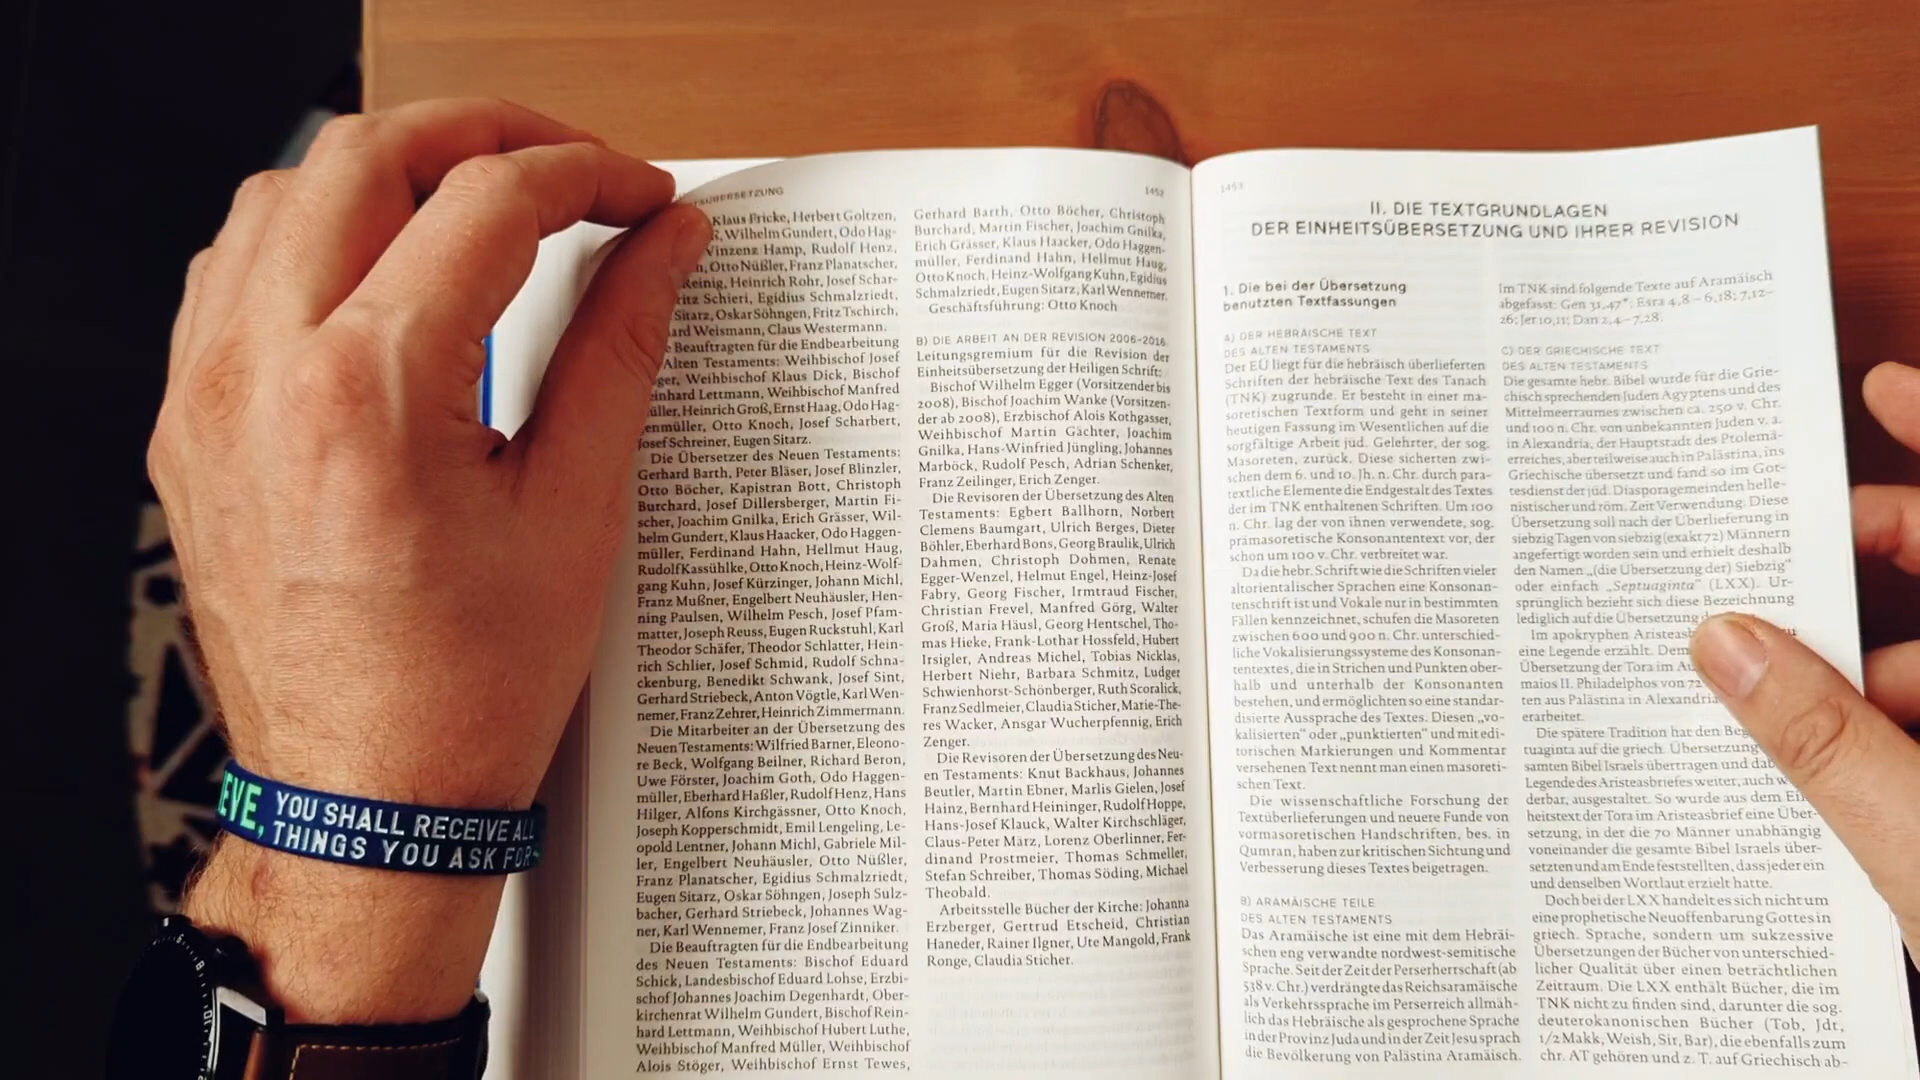 1452
Klaus Fricke, Herbert Goltzen,
Wilhelm Gundert, Odo Hag-
Vinzenz Hamp, Rudolf Henz,
Otto Nüßler, Franz Planatscher,
Reinig, Heinrich Rohr, Josef Schar-
Schieri, Egidius Schmalzriedt,
Sitarz, Oskar Söhngen, Fritz Tschirch,
Weismann, Claus Westermann.
Beauftragten für die Endbearbeitung
Alten Testaments: Weihbischof Josef
Weihbischof Klaus Dick, Bischof
Lettmann, Weihbischof Manfred
Heinrich Groß, Ernst Haag, Odo Hag-
genmüller, Otto Knoch, Josef Scharbert,
Josef Schreiner, Eugen Sitarz.
Die Übersetzer des Neuen Testaments:
Gerhard Barth, Peter Bläser, Josef Blinzler,
Otto Böcher, Kapistran Bott, Christoph
Burchard, Josef Dillersberger, Martin Fi-
scher, Joachim Gnilka, Erich Grässer, Wil-
helm Gundert, Klaus Haacker, Odo Haggen-
müller, Ferdinand Hahn, Hellmut Haug,
Rudolf Kassühlke, Otto Knoch, Heinz-Wolf-
gang Kuhn, Josef Kürzinger, Johann Michl,
Franz Mußner, Engelbert Neuhäusler, Hen-
ning Paulsen, Wilhelm Pesch, Josef Pfam-
matter, Joseph Reuss, Eugen Ruckstuhl, Karl
Theodor Schäfer, Theodor Schlatter, Hein-
rich Schlier, Josef Schmid, Rudolf Schna-
ckenburg, Benedikt Schwank, Josef Sint,
Gerhard Striebeck, Anton Vögtle, Karl Wen-
nemer, Franz Zehrer, Heinrich Zimmermann.
Die Mitarbeiter an der Übersetzung des
Neuen Testaments: Wilfried Barner, Eleono-
re Beck, Wolfgang Beilner, Richard Beron,
Uwe Förster, Joachim Goth, Odo Haggen-
müller, Eberhard Haßler, Rudolf Henz, Hans
Hilger, Alfons Kirchgässner, Otto Knoch,
Joseph Kopperschmidt, Emil Lengeling, Le-
opold Lentner, Johann Michl, Gabriele Mil-
ler, Engelbert Neuhäusler, Otto Nüßler,
Franz Planatscher, Egidius Schmalzriedt,
Eugen Sitarz, Oskar Söhngen, Joseph Sulz-
bacher, Gerhard Striebeck, Johannes Wag-
ner, Karl Wennemer, Franz Josef Zinniker.
Die Beauftragten für die Endbearbeitung
des Neuen Testaments: Bischof Eduard
Schick, Landesbischof Eduard Lohse, Erzbi-
schof Johannes Joachim Degenhardt, Ober-
kirchenrat Wilhelm Gundert, Bischof Rein-
hard Lettmann, Weihbischof Hubert Luthe,
Weihbischof Manfred Müller, Weihbischof
Alois Stöger, Weihbischof Ernst Tewes,
Gerhard Barth, Otto Böcher, Christoph
Burchard, Martin Fischer, Joachim Gnilka,
Erich Grässer, Klaus Haacker, Odo Haggen-
müller, Ferdinand Hahn, Hellmut Haug,
Otto Knoch, Heinz-Wolfgang Kuhn, Egidius
Schmalzriedt, Eugen Sitarz, Karl Wennemer.
Geschäftsführung: Otto Knoch
B) DIE ARBEIT AN DER REVISION 2006-2016
Leitungsgremium für die Revision der
Einheitsübersetzung der Heiligen Schrift:
Bischof Wilhelm Egger (Vorsitzender bis
2008), Bischof Joachim Wanke (Vorsitzen-
der ab 2008), Erzbischof Alois Kothgasser,
Weihbischof Martin Gächter, Joachim
Gnilka, Hans-Winfried Jüngling, Johannes
Marböck, Rudolf Pesch, Adrian Schenker,
Franz Zeilinger, Erich Zenger.
Die Revisoren der Übersetzung des Alten
Testaments: Egbert Ballhorn, Norbert
Clemens Baumgart, Ulrich Berges, Dieter
Böhler, Eberhard Bons, Georg Braulik, Ulrich
Dahmen, Christoph Dohmen, Renate
Egger-Wenzel, Helmut Engel, Heinz-Josef
Fabry, Georg Fischer, Irmtraud Fischer,
Christian Frevel, Manfred Görg, Walter
Groß, Maria Häusl, Georg Hentschel, Tho-
mas Hieke, Frank-Lothar Hossfeld, Hubert
Irsigler, Andreas Michel, Tobias Nicklas,
Herbert Niehr, Barbara Schmitz, Ludger
Schwienhorst-Schönberger, Ruth Scoralick,
Franz Sedlmeier, Claudia Sticher, Marie-The-
res Wacker, Ansgar Wucherpfennig, Erich
Zenger.
Die Revisoren der Übersetzung des Neu-
en Testaments: Knut Backhaus, Johannes
Beutler, Martin Ebner, Marlis Gielen, Josef
Hainz, Bernhard Heininger, Rudolf Hoppe,
Hans-Josef Klauck, Walter Kirchschläger,
Claus-Peter März, Lorenz Oberlinner, Fer-
dinand Prostmeier, Thomas Schmeller,
Stefan Schreiber, Thomas Söding, Michael
Theobald.
Arbeitsstelle Bücher der Kirche: Johanna
Erzberger, Gertrud Etscheid, Christian
Haneder, Rainer Ilgner, Ute Mangold, Frank
Ronge, Claudia Sticher.
1453
II. DIE TEXTGRUNDLAGEN
DER EINHEITSÜBERSETZUNG UND IHRER REVISION
1. Die bei der Übersetzung
benutzten Textfassungen
A) DER HEBRÄISCHE TEXT
DES ALTEN TESTAMENTS
Der EÜ liegt für die hebräisch überlieferten
Schriften der hebräische Text des Tanach
(TNK) zugrunde. Er besteht in einer ma-
soretischen Textform und geht in seiner
heutigen Fassung im Wesentlichen auf die
sorgfältige Arbeit jüd. Gelehrter, der sog.
Masoreten, zurück. Diese sicherten zwi-
schen dem 6. und 10. Jh. n. Chr. durch para-
textliche Elemente die Endgestalt des Textes
der im TNK enthaltenen Schriften. Um 100
n. Chr. lag der von ihnen verwendete, sog.
prämasoretische Konsonantentext vor, der
schon um 100 v. Chr. verbreitet war.
Da die hebr. Schrift wie die Schriften vieler
altorientalischer Sprachen eine Konsonan-
tenschrift ist und Vokale nur in bestimmten
Fällen kennzeichnet, schufen die Masoreten
zwischen 600 und 900 n. Chr. unterschied-
liche Vokalisierungssysteme des Konsonan-
tentextes, die in Strichen und Punkten ober-
halb und unterhalb der Konsonanten
bestehen, und ermöglichten so eine standar-
disierte Aussprache des Textes. Diesen „vo-
kalisierten“ oder „punktierten“ und mit edi-
torischen Markierungen und Kommentar
versehenen Text nennt man einen masoreti-
schen Text.
Die wissenschaftliche Forschung der
Textüberlieferungen und neuere Funde von
vormasoretischen Handschriften, bes. in
Qumran, haben zur kritischen Sichtung und
Verbesserung dieses Textes beigetragen.
B) ARAMÄISCHE TEILE
DES ALTEN TESTAMENTS
Das Aramäische ist eine mit dem Hebräi-
schen eng verwandte nordwest-semitische
Sprache. Seit der Zeit der Perserherrschaft (ab
538 v. Chr.) verdrängte das Reichsaramäische
als Verkehrssprache im Perserreich allmäh-
lich das Hebräische als gesprochene Sprache
in der Provinz Juda und in der Zeit Jesu sprach
die Bevölkerung von Palästina Aramäisch.
Im TNK sind folgende Texte auf Aramäisch
abgefasst: Gen 31,47*; Esra 4,8–6,18; 7,12–
26; Jer 10,11; Dan 2,4–7,28.
C) DER GRIECHISCHE TEXT
DES ALTEN TESTAMENTS
Die gesamte hebr. Bibel wurde für die Grie-
chisch sprechenden Juden Ägyptens und des
Mittelmeerraumes zwischen ca. 250 v. Chr.
und 100 n. Chr. von unbekannten Juden v. a.
in Alexandria, der Hauptstadt des Ptolemä-
erreiches, aber teilweise auch in Palästina, ins
Griechische übersetzt und fand so im Got-
tesdienst der jüd. Diasporagemeinden helle-
nistischer und röm. Zeit Verwendung. Diese
Übersetzung soll nach der Überlieferung in
siebzig Tagen von siebzig (exakt 72) Männern
angefertigt worden sein und erhielt deshalb
den Namen „(die Übersetzung der) Siebzig“
oder einfach „Septuaginta“ (LXX). Ur-
sprünglich bezieht sich diese Bezeichnung
lediglich auf die Übersetzung
Im apokryphen
eine Legende erzählt.
Übersetzung der Tora im
maios II. Philadelphos von 72
ten aus Palästina in Alexandria
erarbeitet.
Die spätere Tradition hat den
tuaginta auf die griech. Übersetzung
samten Bibel Israels übertragen und
Legende des Aristeasbriefes weiter, auch
derbar, ausgestaltet. So wurde aus dem
heitstext der Tora im Aristeasbrief eine Über-
setzung, in der die 70 Männer unabhängig
voneinander die gesamte Bibel Israels über-
setzten und am Ende feststellten, dass jeder ein
und denselben Wortlaut erzielt hatte.
Doch bei der LXX handelt es sich nicht um
eine prophetische Neuoffenbarung Gottes in
griech. Sprache, sondern um sukzessive
Übersetzungen der Bücher von unterschied-
licher Qualität über einen beträchtlichen
Zeitraum. Die LXX enthält Bücher, die im
TNK nicht zu finden sind, darunter die sog.
deuterokanonischen Bücher (Tob, Jdt,
1/2 Makk, Weish, Sir, Bar), die ebenfalls zum
chr. AT gehören und z. T. auf Griechisch ab-
YOU SHALL RECEIVE ALL
THINGS YOU ASK FOR